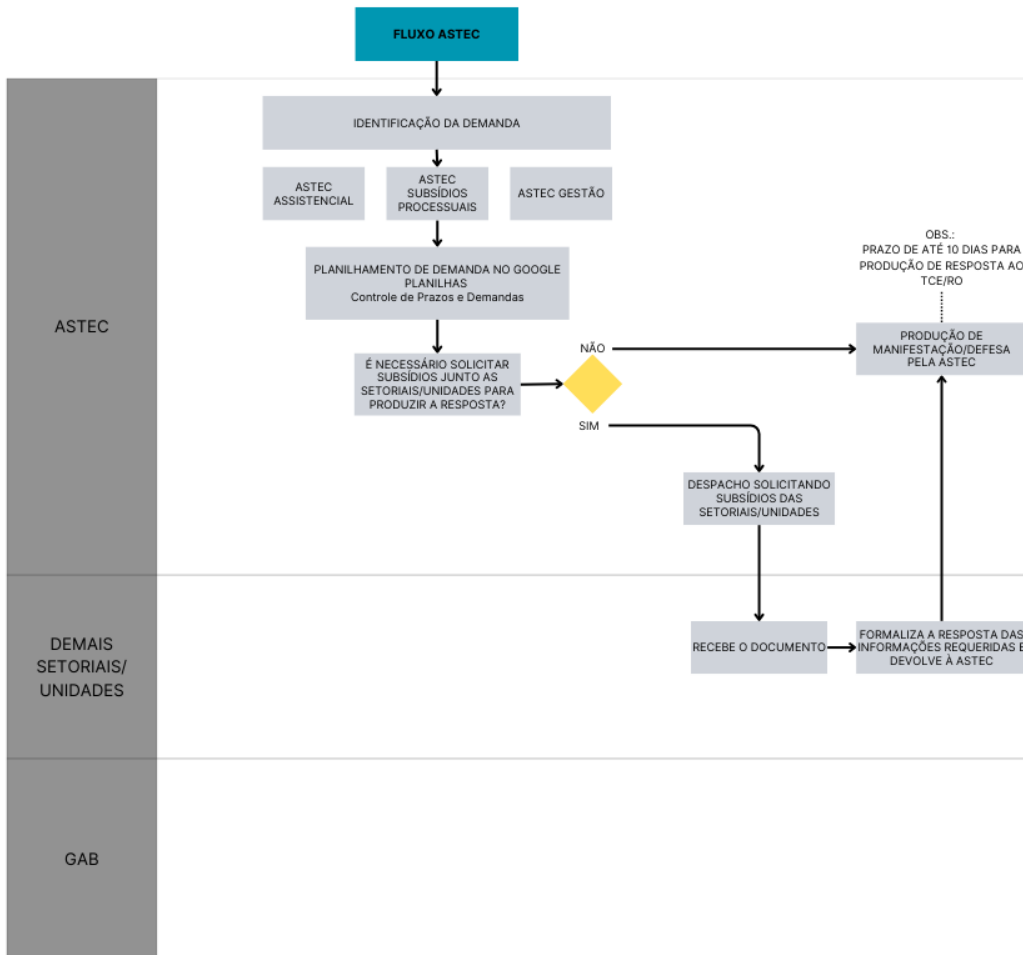 FLUXO ASTEC
IDENTIFICAÇÃO DA DEMANDA
ASTEC
ASSISTENCIAL
ASTEC
SUBSÍDIOS
PROCESSUAIS
ASTEC GESTÃO
PLANILHAMENTO DE DEMANDA NO GOOGLE
PLANILHAS
Controle de Prazos e Demandas
OBS.:
PRAZO DE ATÉ 10 DIAS PARA
PRODUÇÃO DE RESPOSTA AO
TCE/RO
ASTEC
É NECESSÁRIO SOLICITAR
SUBSÍDIOS JUNTO AS
SETORIAIS/UNIDADES PARA
PRODUZIR A RESPOSTA?
NÃO
SIM
PRODUÇÃO DE
MANIFESTAÇÃO/DEFESA
PELA ASTEC
DESPACHO SOLICITANDO
SUBSÍDIOS DAS
SETORIAIS/UNIDADES
DEMAIS
SETORIAIS/
UNIDADES
RECEBE O DOCUMENTO
FORMALIZA A RESPOSTA DAS
INFORMAÇÕES REQUERIDAS E
DEVOLVE À ASTEC
GAB